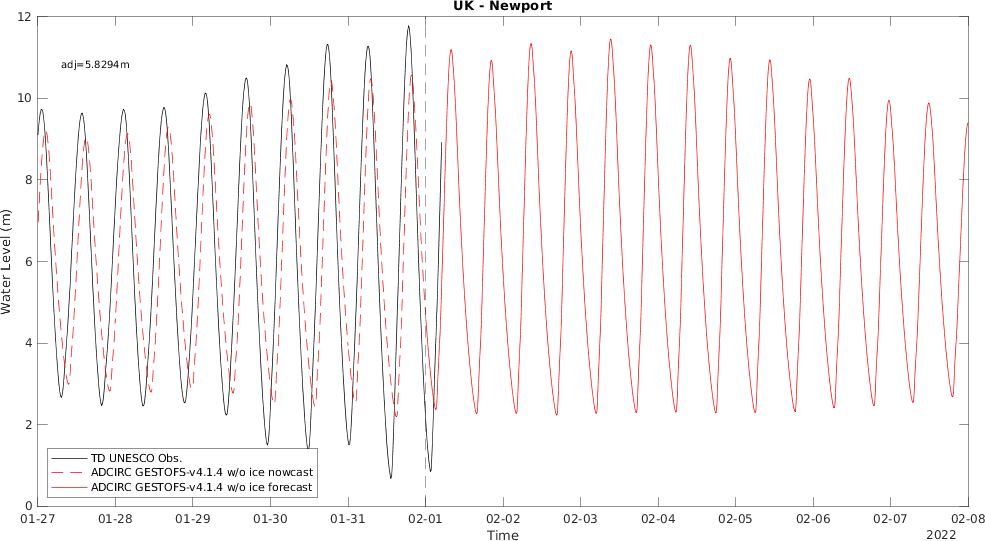 UK - Newport
12
adj=5.8294m
10
8
6
4
2
0
Water Level (m)
TD UNESCO Obs.
ADCIRC GESTOFS-v4.1.4 w/o ice nowcast
ADCIRC GESTOFS-v4.1.4 w/o ice forecast
01-27 01-28 01-29 01-30 01-31 02-01 02-02 02-03 02-04 02-05 02-06 02-07 02-08
Time
2022